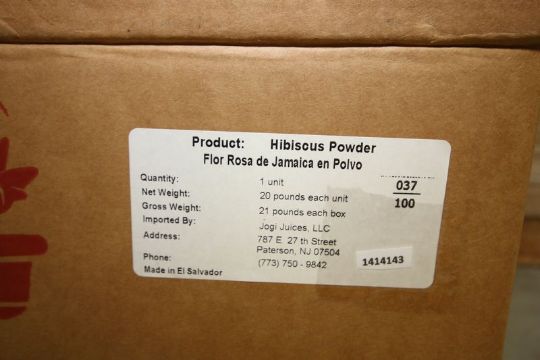 Product: Hibiscus Powder
Flor Rosa de Jamaica en Polvo
Quantity: 1 unit
Net Weight: 20 pounds each unit
Gross Weight: 21 pounds each box
Imported By: Jogi Juices, LLC
Address: 787 E. 27 th Street
Paterson, NJ 07504
Phone: (773) 750 - 9842
Made in El Salvador
037
100
1414143